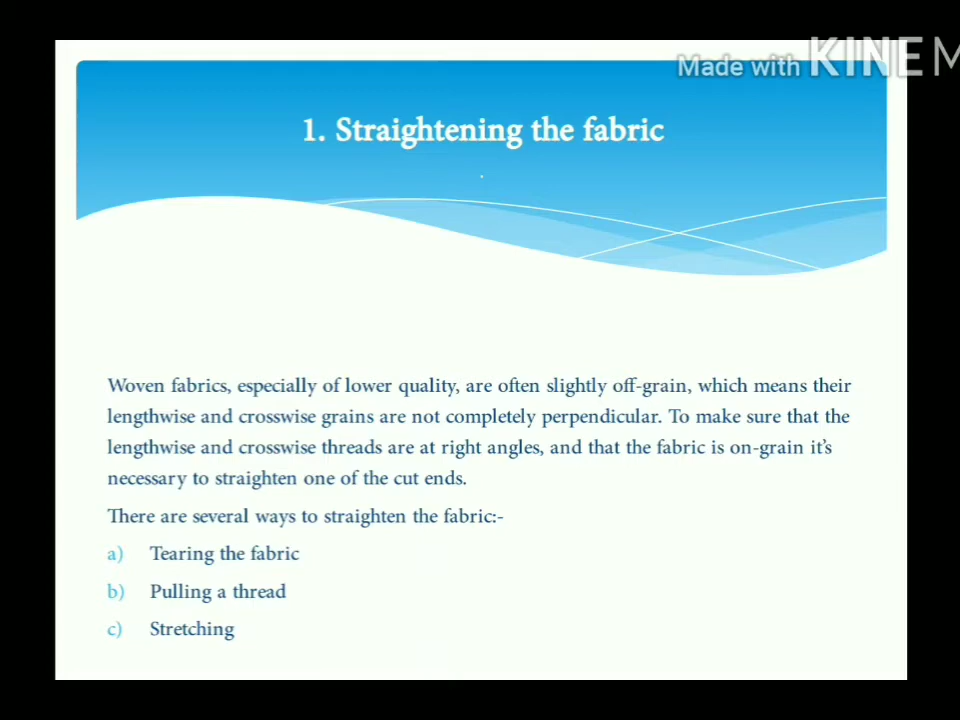 Made with KINEM
1. Straightening the fabric
Woven fabrics, especially of lower quality, are often slightly off-grain, which means their
lengthwise and crosswise grains are not completely perpendicular. To make sure that the
lengthwise and crosswise threads are at right angles, and that the fabric is on-grain it's
necessary to straighten one of the cut ends.
There are several ways to straighten the fabric:-
a) Tearing the fabric
b) Pulling a thread
c) Stretching